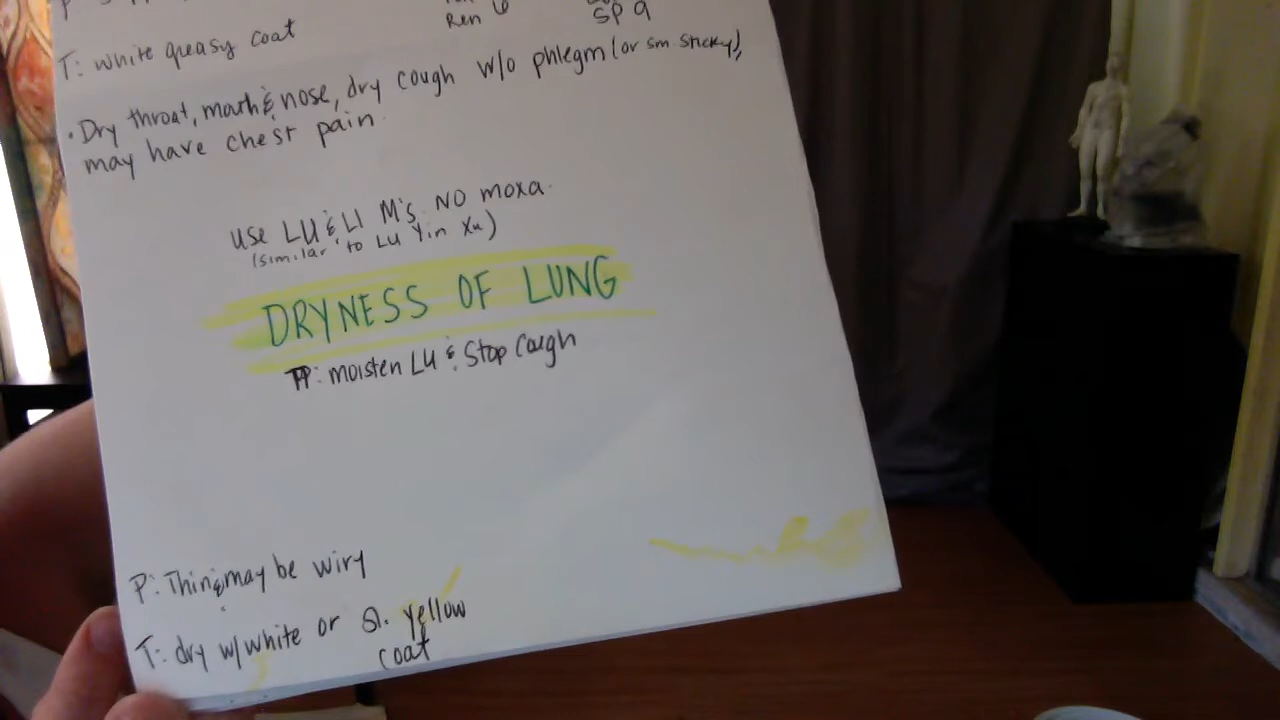 Ren 6
SP 9
T: white greasy coat
• Dry throat, mouth & nose, dry cough w/o phlegm (or sm sticky),
may have chest pain.
use LU & LI M's. NO moxa.
(similar to LU Yin Xu)
DRYNESS OF LUNG
TP: moisten LU & Stop Cough
P: Thin & may be wiry
T: dry w/ white or Sl. yellow
coat